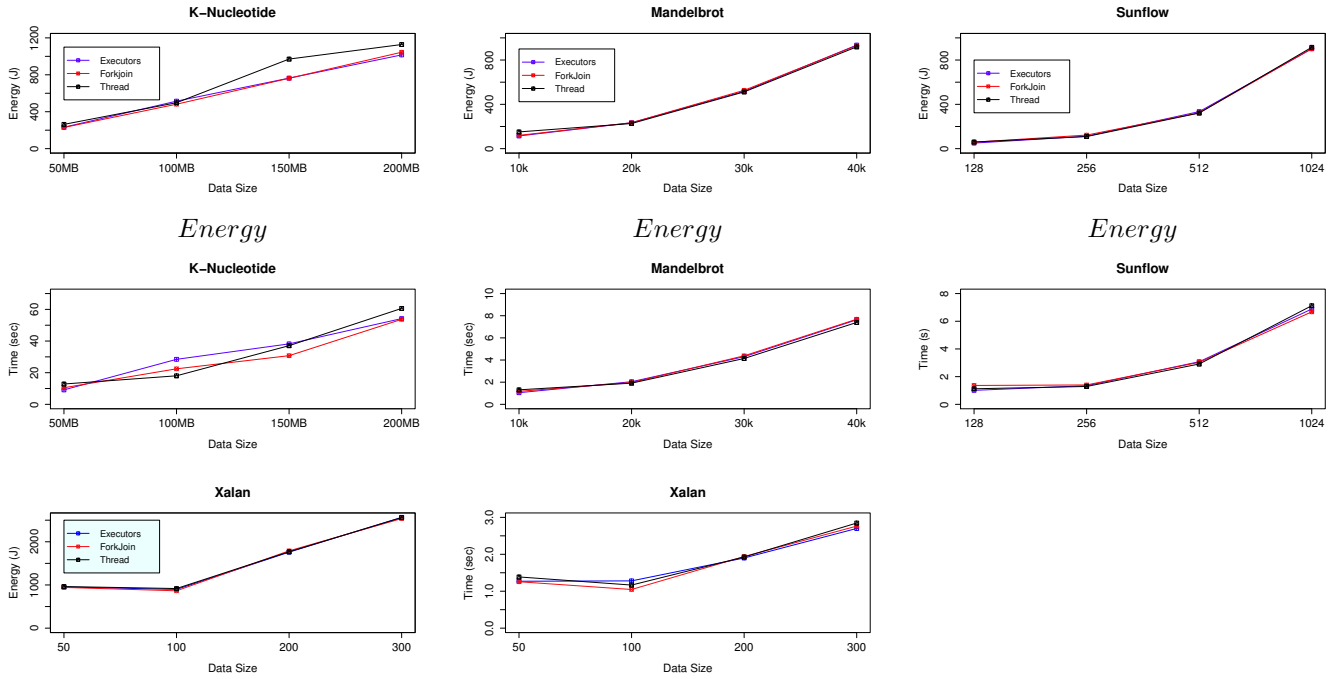 K−Nucleotide
Energy (J)
0 400 800 1200
Executors
Forkjoin
Thread
50MB 100MB 150MB 200MB
Data Size
Energy
Mandelbrot
Energy (J)
0 400 800
Executors
ForkJoin
Thread
10k 20k 30k 40k
Data Size
Energy
Sunflow
Energy (J)
0 400 800
Executors
ForkJoin
Thread
128 256 512 1024
Data Size
Energy
K−Nucleotide
Time (sec)
0 20 40 60
50MB 100MB 150MB 200MB
Data Size
Mandelbrot
Time (sec)
0 2 4 6 8 10
10k 20k 30k 40k
Data Size
Sunflow
Time (s)
0 2 4 6 8
128 256 512 1024
Data Size
Xalan
Energy (J)
0 1000 2000
Executors
ForkJoin
Thread
50 100 200 300
Data Size
Xalan
Time (sec)
0.0 1.0 2.0 3.0
50 100 200 300
Data Size